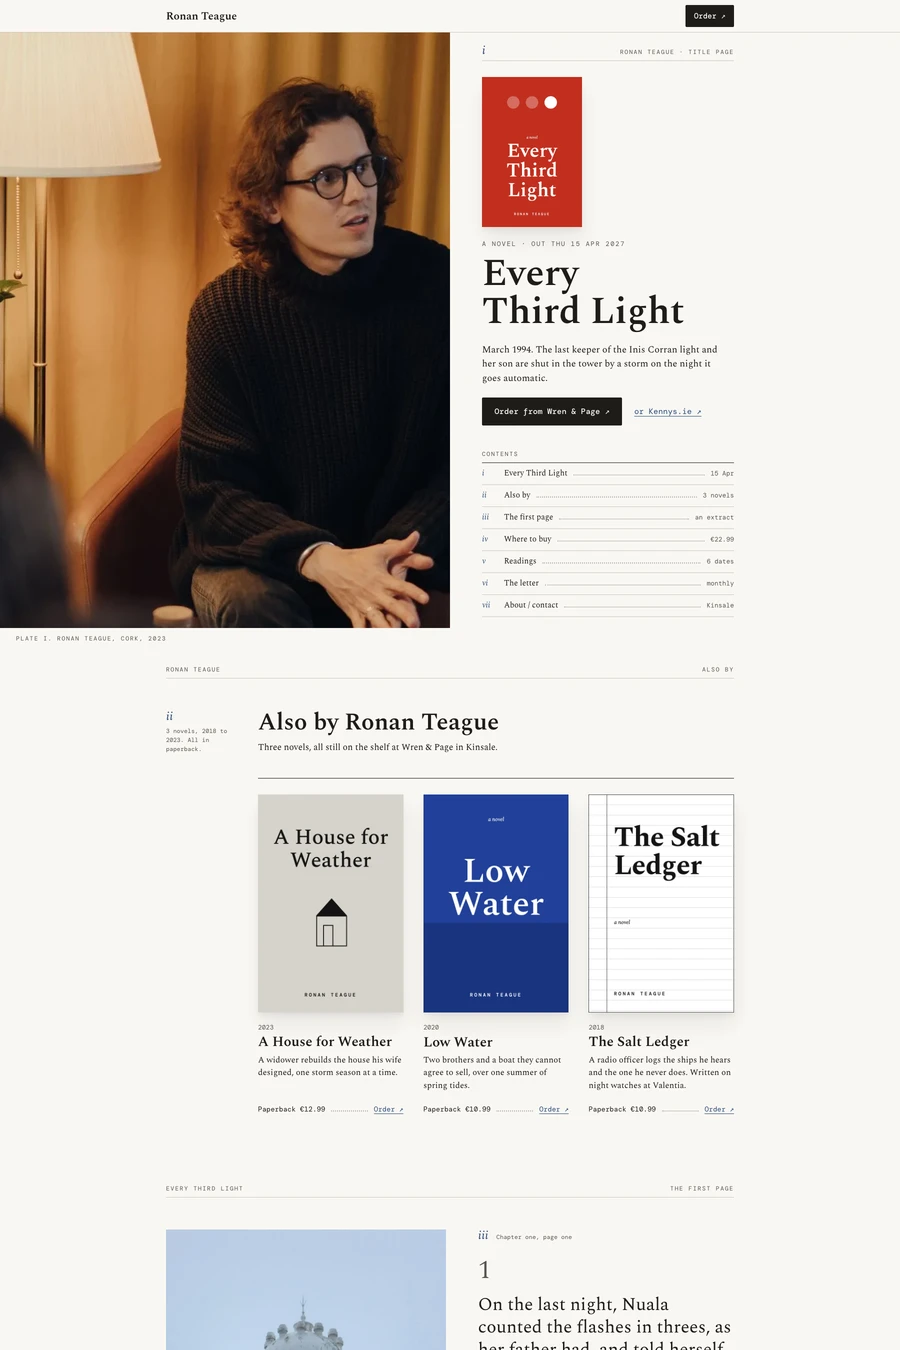 Ronan Teague
Order ↗
i
RONAN TEAGUE · TITLE PAGE
a novel
Every
Third
Light
RONAN TEAGUE
A NOVEL · OUT THU 15 APR 2027
Every
Third Light
March 1994. The last keeper of the Inis Corran light and
her son are shut in the tower by a storm on the night it
goes automatic.
Order from Wren & Page ↗
or Kennys.ie ↗
CONTENTS
i Every Third Light 15 Apr
ii Also by 3 novels
iii The first page an extract
iv Where to buy €22.99
v Readings 6 dates
vi The letter monthly
vii About / contact Kinsale
PLATE I. RONAN TEAGUE, CORK, 2023
RONAN TEAGUE
ALSO BY
ii
3 novels, 2018 to
2023. All in
paperback.
Also by Ronan Teague
Three novels, all still on the shelf at Wren & Page in Kinsale.
A House for
Weather
RONAN TEAGUE
a novel
Low
Water
RONAN TEAGUE
The Salt
Ledger
a novel
RONAN TEAGUE
2023
A House for Weather
A widower rebuilds the house his wife
designed, one storm season at a time.
Paperback €12.99 Order ↗
2020
Low Water
Two brothers and a boat they cannot
agree to sell, over one summer of
spring tides.
Paperback €10.99 Order ↗
2018
The Salt Ledger
A radio officer logs the ships he hears
and the one he never does. Written on
night watches at Valentia.
Paperback €10.99 Order ↗
EVERY THIRD LIGHT
THE FIRST PAGE
iii Chapter one, page one
1
On the last night, Nuala
counted the flashes in threes, as
her father had, and told herself